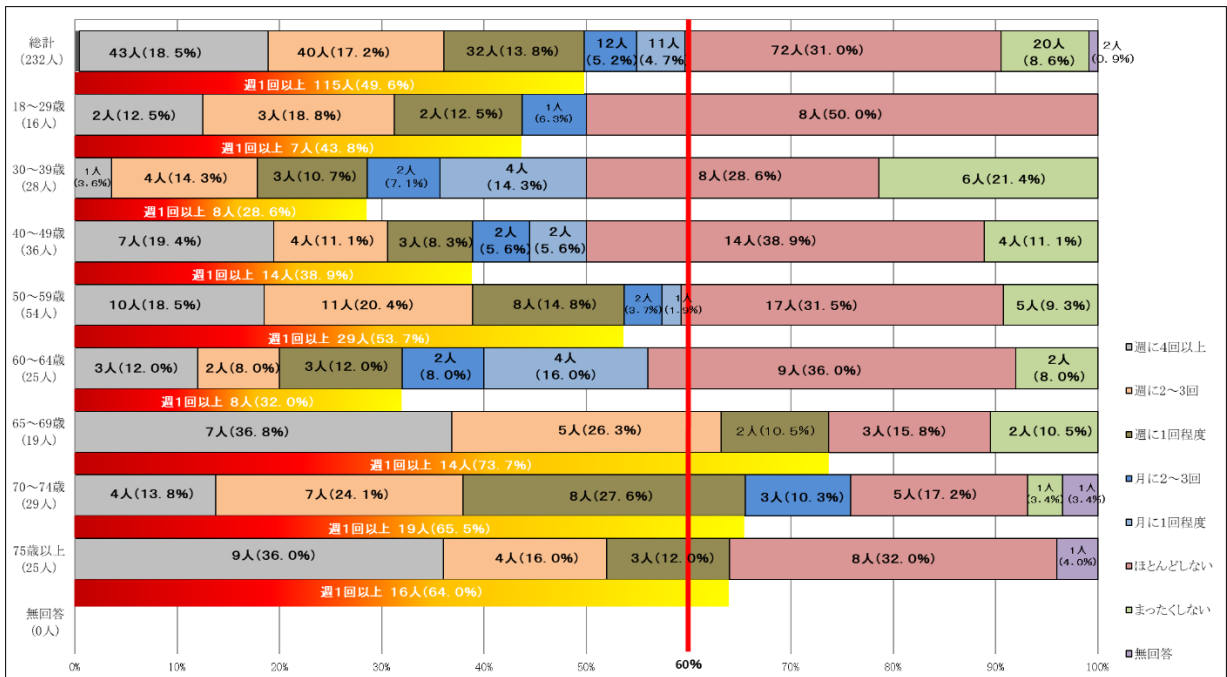 総計
(232人)
43人(18.5%)
40人(17.2%)
32人(13.8%)
12人
(5.2%)
11人
(4.7%)
72人(31.0%)
20人
(8.6%)
2人
(0.9%)
週1回以上 115人(49.6%)
18～29歳
(16人)
2人(12.5%)
3人(18.8%)
2人(12.5%)
1人
(6.3%)
8人(50.0%)
週1回以上 7人(43.8%)
30～39歳
(28人)
1人
(3.6%)
4人(14.3%)
3人(10.7%)
2人
(7.1%)
4人
(14.3%)
8人(28.6%)
6人(21.4%)
週1回以上 8人(28.6%)
40～49歳
(36人)
7人(19.4%)
4人(11.1%)
3人(8.3%)
2人
(5.6%)
2人
(5.6%)
14人(38.9%)
4人(11.1%)
週1回以上 14人(38.9%)
50～59歳
(54人)
10人(18.5%)
11人(20.4%)
8人(14.8%)
2人
(3.7%)
1人
(1.9%)
17人(31.5%)
5人(9.3%)
週1回以上 29人(53.7%)
60～64歳
(25人)
3人(12.0%)
2人(8.0%)
3人(12.0%)
2人
(8.0%)
4人
(16.0%)
9人(36.0%)
2人
(8.0%)
週1回以上 8人(32.0%)
65～69歳
(19人)
7人(36.8%)
5人(26.3%)
2人(10.5%)
3人(15.8%)
2人(10.5%)
週1回以上 14人(73.7%)
70～74歳
(29人)
4人(13.8%)
7人(24.1%)
8人(27.6%)
3人(10.3%)
5人(17.2%)
1人
(3.4%)
1人
(3.4%)
週1回以上 19人(65.5%)
75歳以上
(25人)
9人(36.0%)
4人(16.0%)
3人(12.0%)
8人(32.0%)
1人
(4.0%)
週1回以上 16人(64.0%)
無回答
(0人)
0%
10%
20%
30%
40%
50%
60%
70%
80%
90%
100%
週に4回以上
週に2～3回
週に1回程度
月に2～3回
月に1回程度
ほとんどしない
まったくしない
無回答